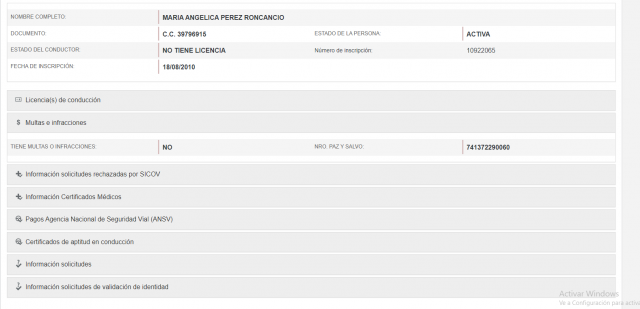 NOMBRE COMPLETO: MARIA ANGELICA PEREZ RONCANCIO
DOCUMENTO: C.C. 39796915 ESTADO DE LA PERSONA: ACTIVA
ESTADO DEL CONDUCTOR: NO TIENE LICENCIA Número de inscripción: 10922065
FECHA DE INSCRIPCIÓN: 18/08/2010
Licencia(s) de conducción
Multas e infracciones
TIENE MULTAS O INFRACCIONES: NO NRO. PAZ Y SALVO: 741372290060
Información solicitudes rechazadas por SICOV
Información Certificados Médicos
Pagos Agencia Nacional de Seguridad Vial (ANSV)
Certificados de aptitud en conducción
Información solicitudes
Información solicitudes de validación de identidad
Activar Windows
Ve a Configuración para activa